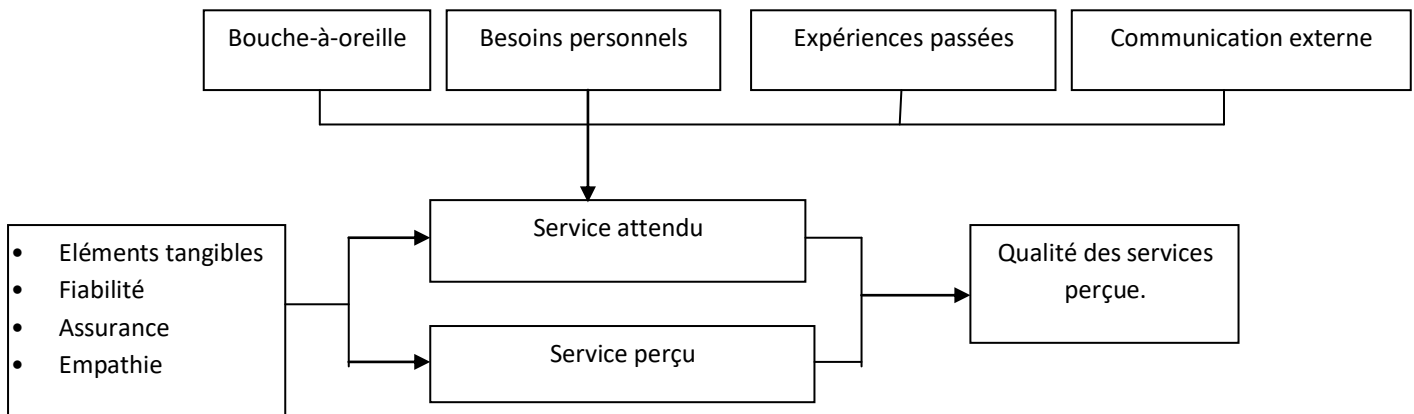 Bouche-à-oreille
Besoins personnels
Expériences passées
Communication externe
Service attendu
• Eléments tangibles
• Fiabilité
• Assurance
• Empathie
Qualité des services
perçue.
Service perçu